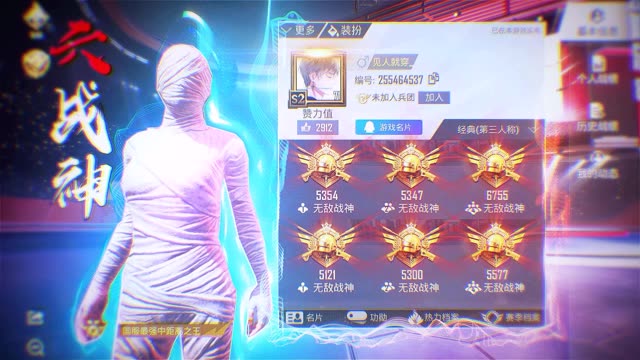 六战神
更多 装扮
S2
见人就穿
编号: 255464537
未加入兵团 加入
赞力值
2912
游戏名片
经典(第三人称)
5354 5347 6755
无敌战神 无敌战神 无敌战神
5121 5300 5577
无敌战神 无敌战神 无敌战神
名片 功勋 热力档案 赛季档案
基本信息
个人战绩
历史战绩